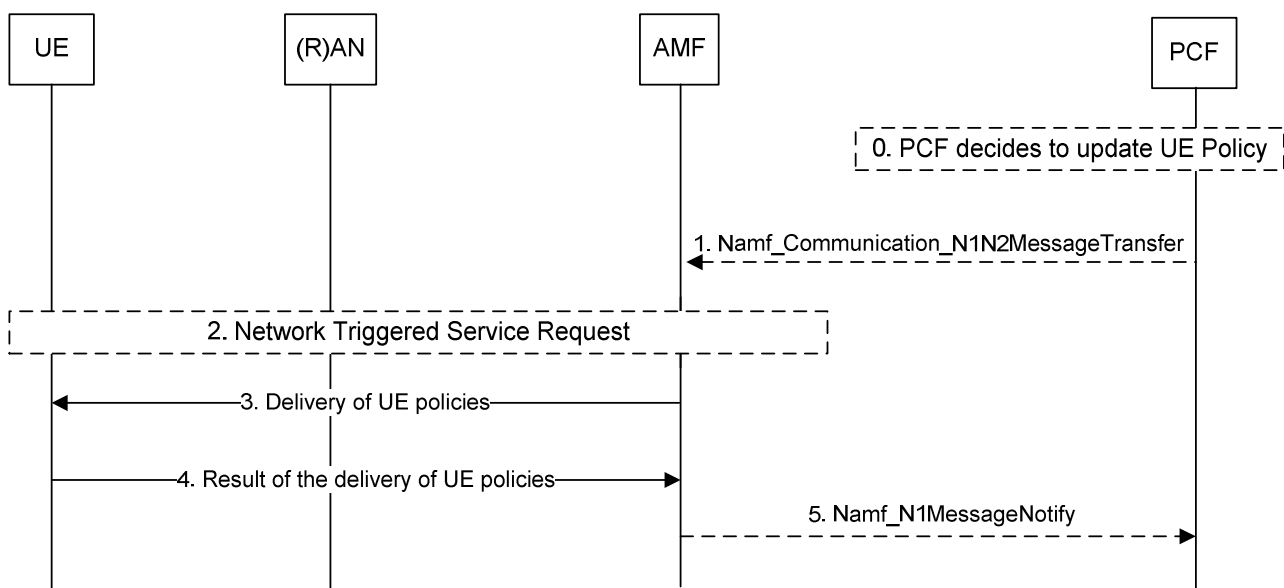 UE
(R)AN
AMF
PCF
0. PCF decides to update UE Policy
1. Namf_Communication_N1N2MessageTransfer
2. Network Triggered Service Request
3. Delivery of UE policies
4. Result of the delivery of UE policies
5. Namf_N1MessageNotify